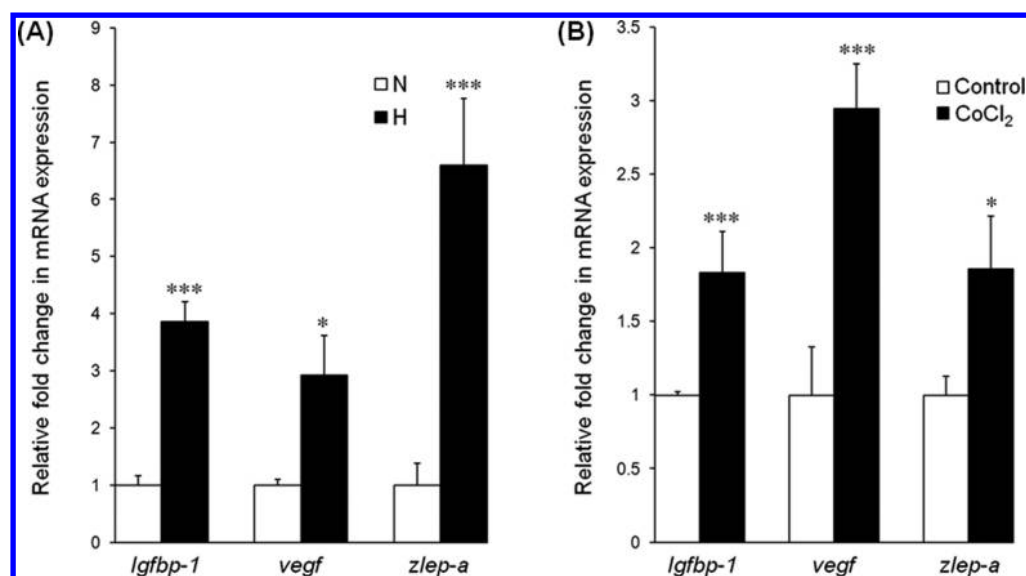 (A)
Relative fold change in mRNA expression
9
8
7
6
5
4
3
2
1
0
N
H
***
*
***
Igfbp-1
vegf
zlep-a
(B)
Relative fold change in mRNA expression
3.5
3
2.5
2
1.5
1
0.5
0
Control
CoCl₂
***
***
*
Igfbp-1
vegf
zlep-a